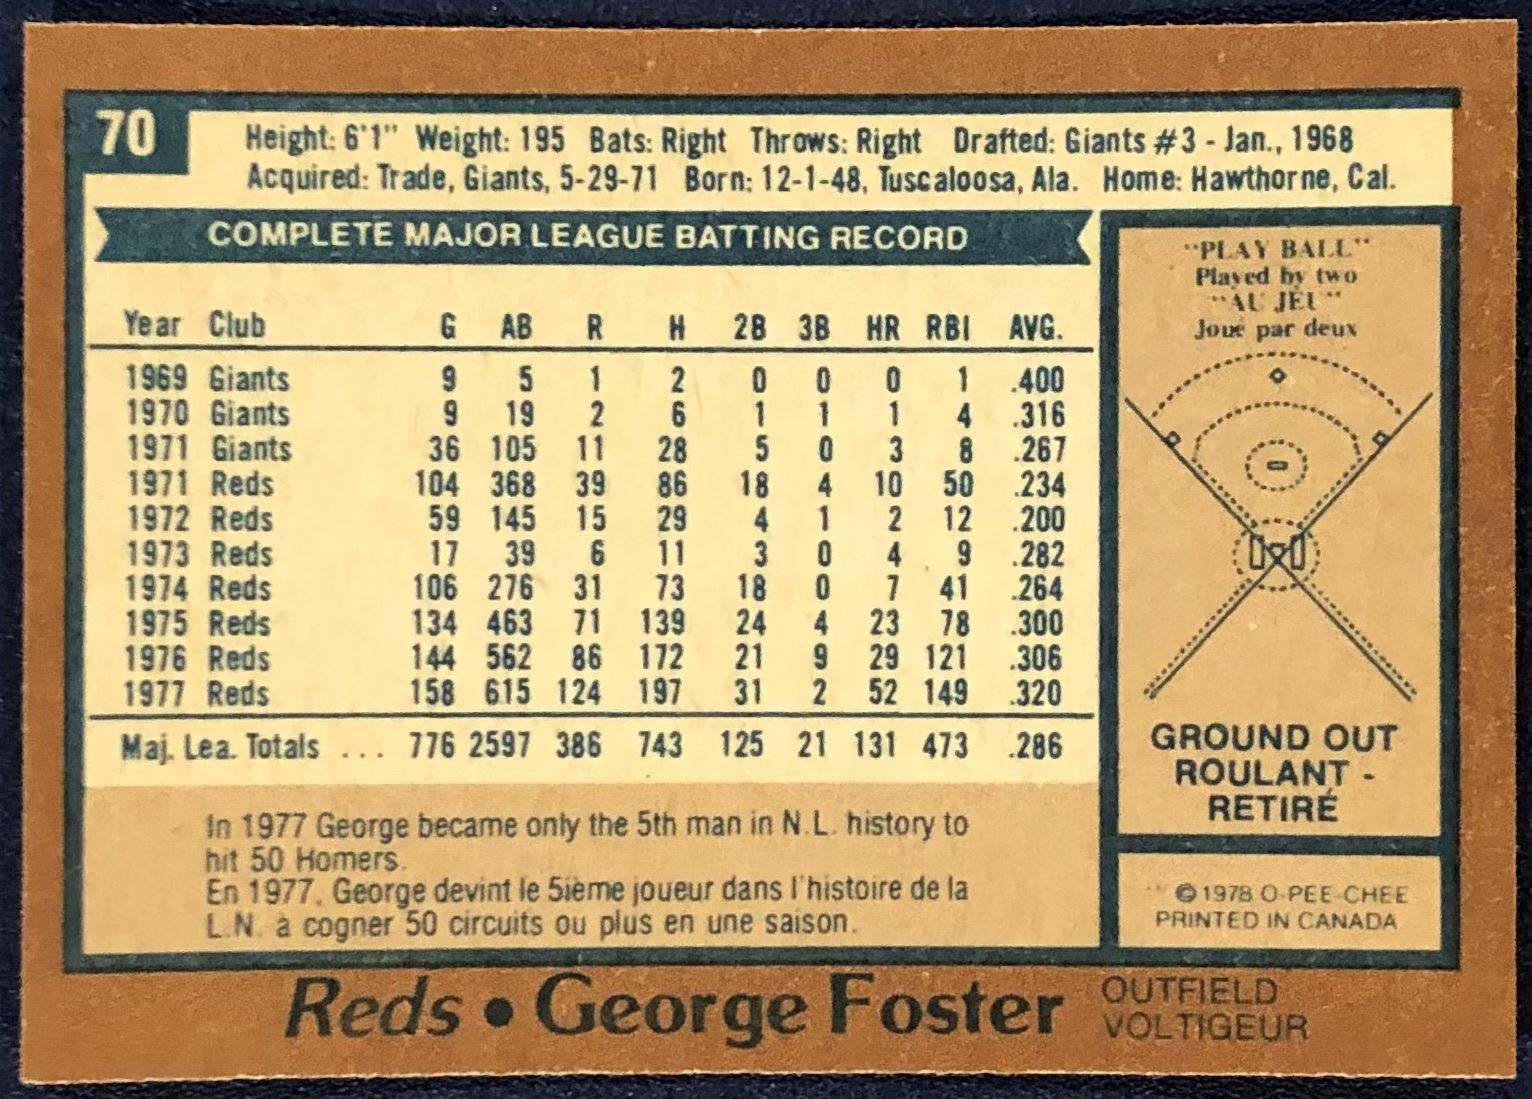 70
Height: 6'1" Weight: 195 Bats: Right Throws: Right Drafted: Giants #3 - Jan., 1968
Acquired: Trade, Giants, 5-29-71 Born: 12-1-48, Tuscaloosa, Ala. Home: Hawthorne, Cal.
COMPLETE MAJOR LEAGUE BATTING RECORD
Year Club G AB R H 2B 3B HR RBI AVG.
1969 Giants 9 5 1 2 0 0 0 1 .400
1970 Giants 9 19 2 6 1 1 1 4 .316
1971 Giants 36 105 11 28 5 0 3 8 .267
1971 Reds 104 368 39 86 18 4 10 50 .234
1972 Reds 59 145 15 29 4 1 2 12 .200
1973 Reds 17 39 6 11 3 0 4 9 .282
1974 Reds 106 276 31 73 18 0 7 41 .264
1975 Reds 134 463 71 139 24 4 23 78 .300
1976 Reds 144 562 86 172 21 9 29 121 .306
1977 Reds 158 615 124 197 31 2 52 149 .320
Maj. Lea. Totals ... 776 2597 386 743 125 21 131 473 .286
In 1977 George became only the 5th man in N.L. history to
hit 50 Homers.
En 1977, George devint le 5ième joueur dans l'histoire de la
L.N. à cogner 50 circuits ou plus en une saison.
"PLAY BALL"
Played by two
"AU JEU"
Joué par deux
GROUND OUT
ROULANT -
RETIRÉ
© 1978 O-PEE-CHEE
PRINTED IN CANADA
Reds • George Foster
OUTFIELD
VOLTIGEUR